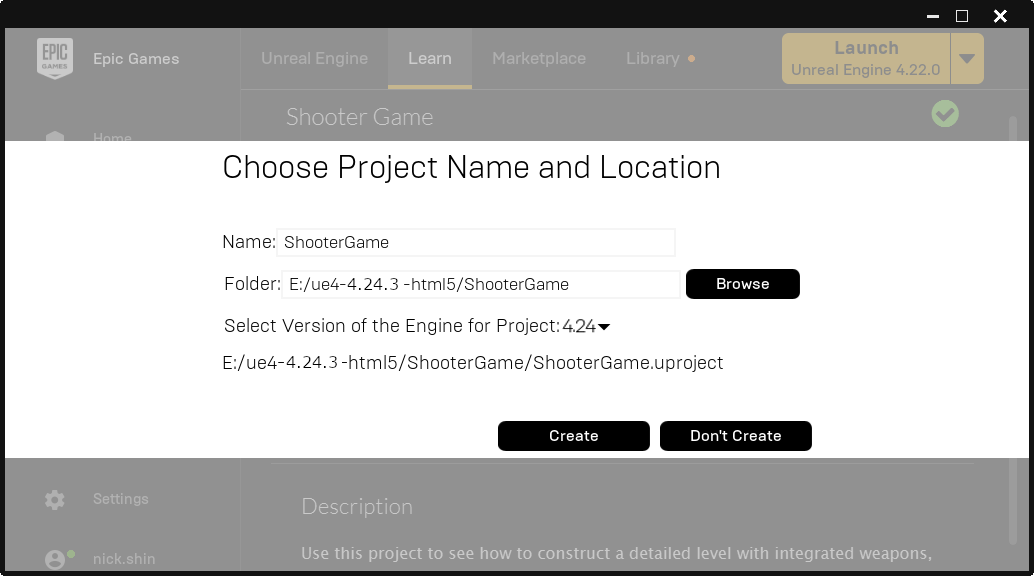 EPIC GAMES
Epic Games
Unreal Engine
Learn
Marketplace
Library
Launch
Unreal Engine 4.22.0
Home
Shooter Game
Choose Project Name and Location
Name: ShooterGame
Folder: E:/ue4-4.24.3 -html5/ShooterGame
Browse
Select Version of the Engine for Project: 4.24
E:/ue4-4.24.3 -html5/ShooterGame/ShooterGame.uproject
Create
Don't Create
Settings
Description
nick.shin
Use this project to see how to construct a detailed level with integrated weapons,